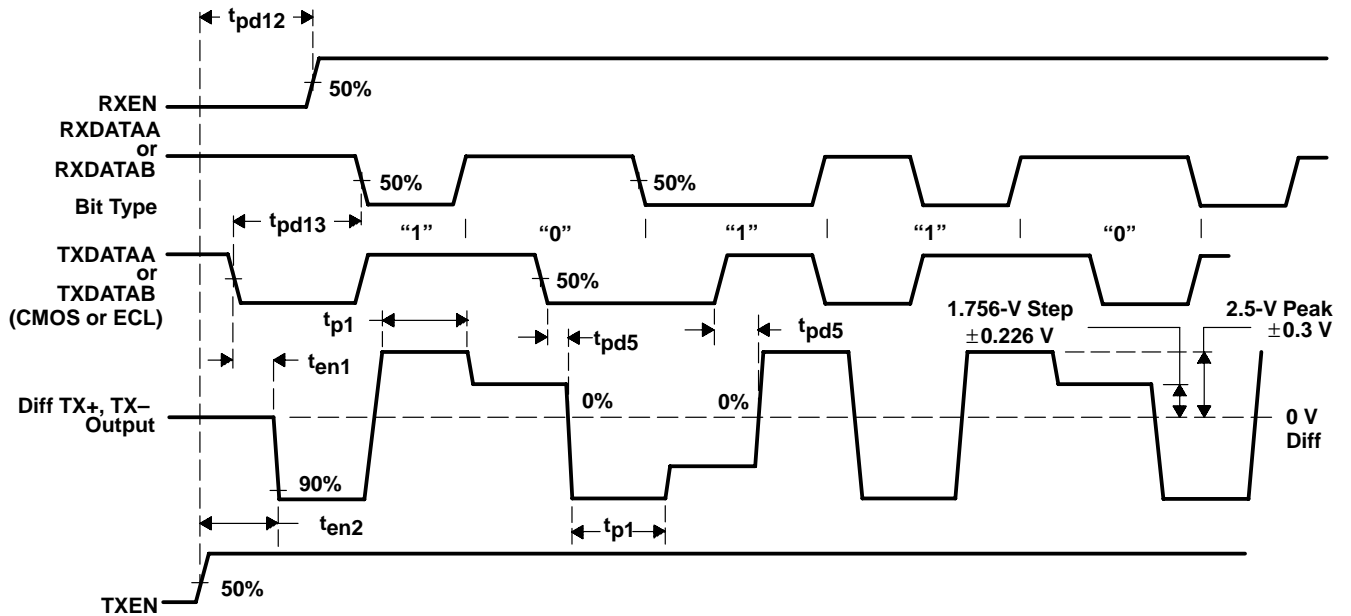 tpd12
50%
RXEN
RXDATAA
or
RXDATAB
50%
50%
Bit Type
tpd13
“1”
“0”
“1”
“1”
“0”
TXDATAA
or
TXDATAB
(CMOS or ECL)
50%
1.756-V Step
±0.226 V
2.5-V Peak
±0.3 V
tp1
tpd5
tpd5
ten1
Diff TX+, TX–
Output
0%
0%
0 V
Diff
90%
ten2
tp1
50%
TXEN